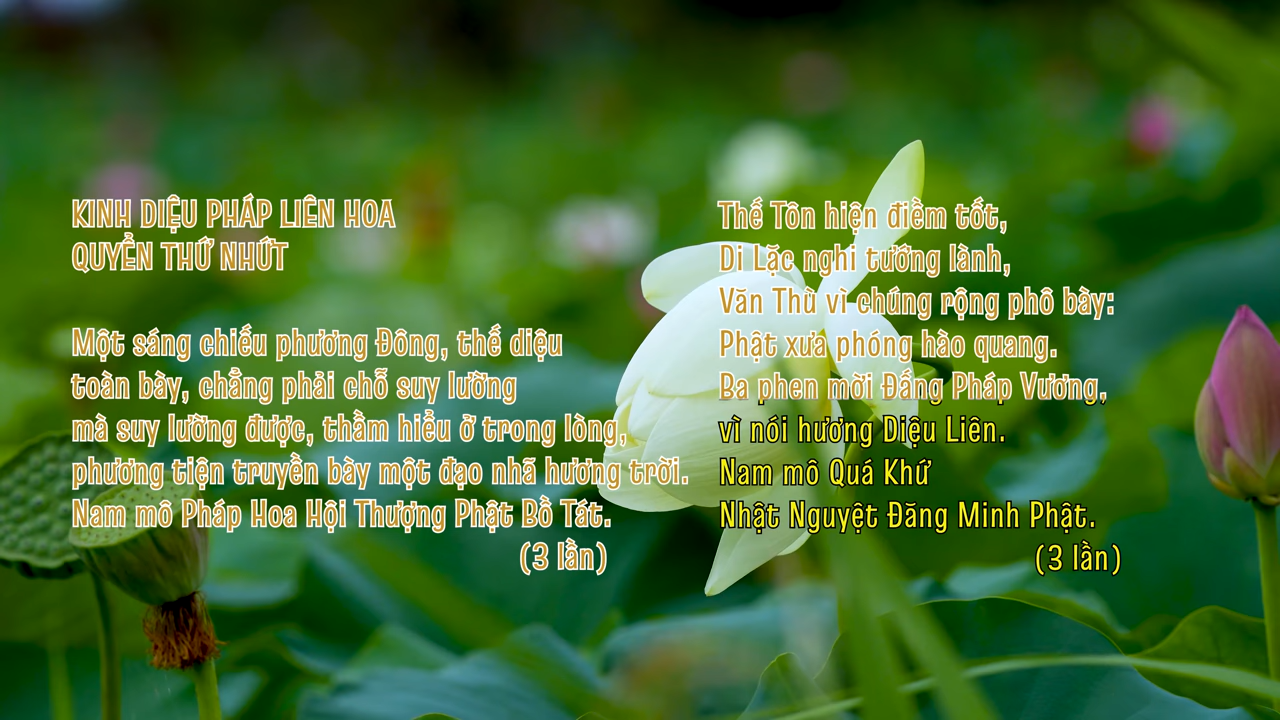 KINH DIỆU PHÁP LIÊN HOA
QUYỂN THỨ NHỨT
Một sáng chiếu phương Đông, thế diệu
toàn bày, chẳng phải chỗ suy lường
mà suy lường được, thầm hiểu ở trong lòng,
phương tiện truyền bày một đạo nhã hương trời.
Nam mô Pháp Hoa Hội Thượng Phật Bồ Tát.
(3 lần)
Thế Tôn hiện điềm tốt,
Di Lặc nghi tướng lành,
Văn Thù vì chúng rộng phô bày:
Phật xưa phóng hào quang.
Ba phen mời Đấng Pháp Vương,
vì nói hương Diệu Liên.
Nam mô Quá Khứ
Nhật Nguyệt Đăng Minh Phật.
(3 lần)